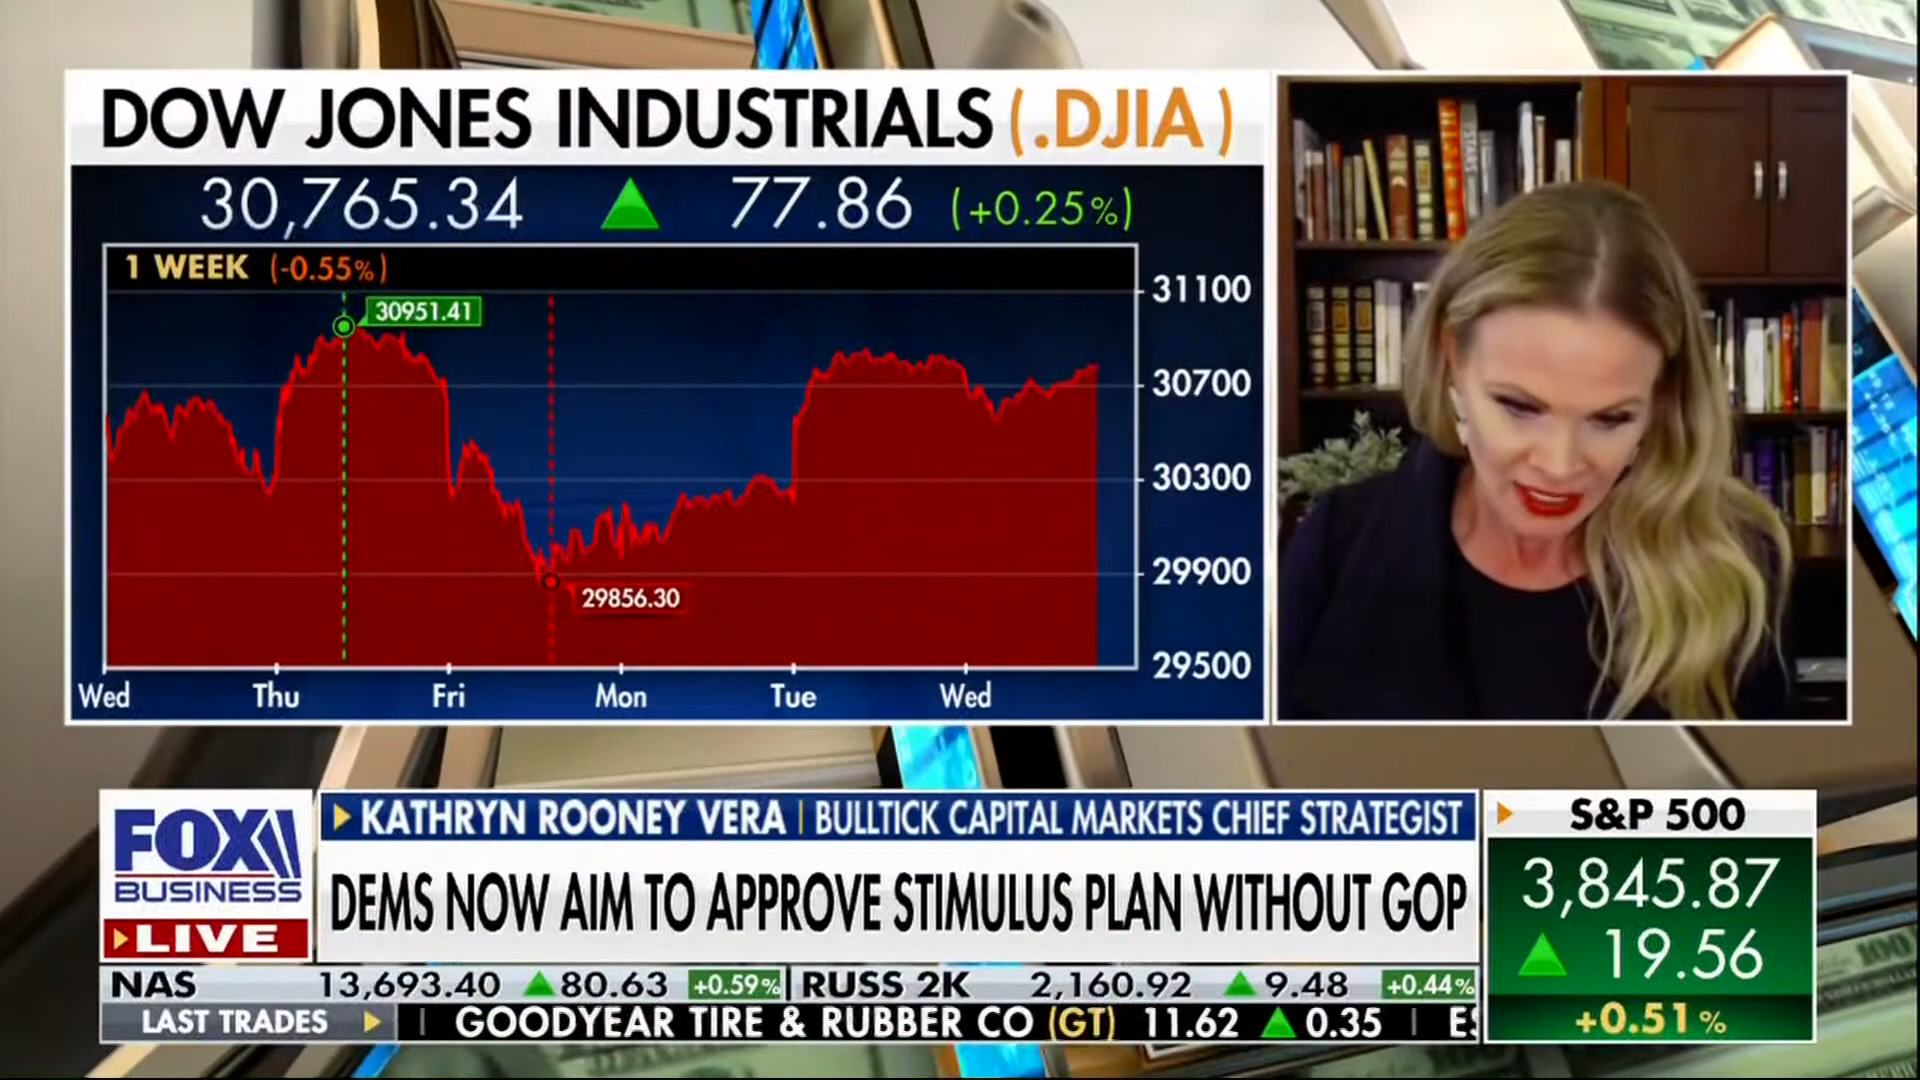 DOW JONES INDUSTRIALS (.DJIA)
30,765.34 ▲ 77.86 (+0.25%)
1 WEEK (-0.55%)
30951.41
29856.30
31100
30700
30300
29900
29500
Wed Thu Fri Mon Tue Wed
FOX
BUSINESS
LIVE
KATHRYN ROONEY VERA | BULLTICK CAPITAL MARKETS CHIEF STRATEGIST
DEMS NOW AIM TO APPROVE STIMULUS PLAN WITHOUT GOP
S&P 500
3,845.87
▲ 19.56
+0.51%
NAS 13,693.40 ▲ 80.63 +0.59% | RUSS 2K 2,160.92 ▲ 9.48 +0.44%
LAST TRADES | GOODYEAR TIRE & RUBBER CO (GT) 11.62 ▲ 0.35 | ES
100